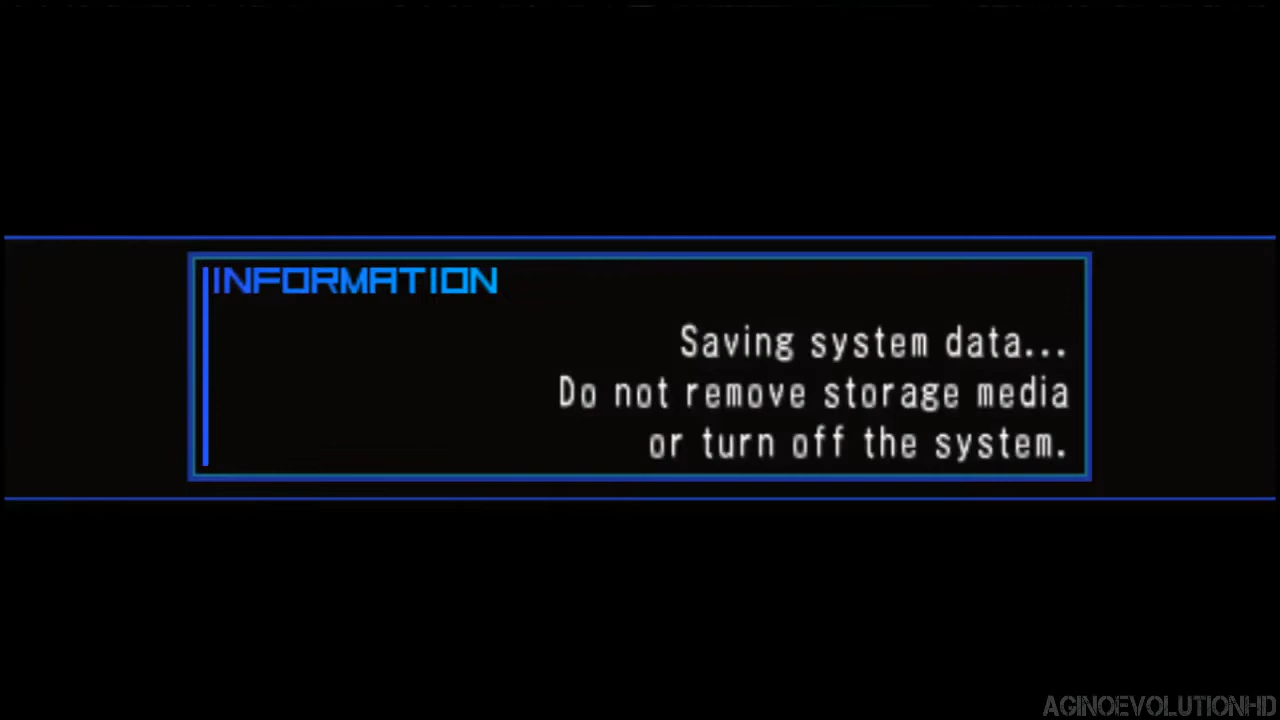 INFORMATION
Saving system data...
Do not remove storage media
or turn off the system.
AGINOEVOLUTIONHD